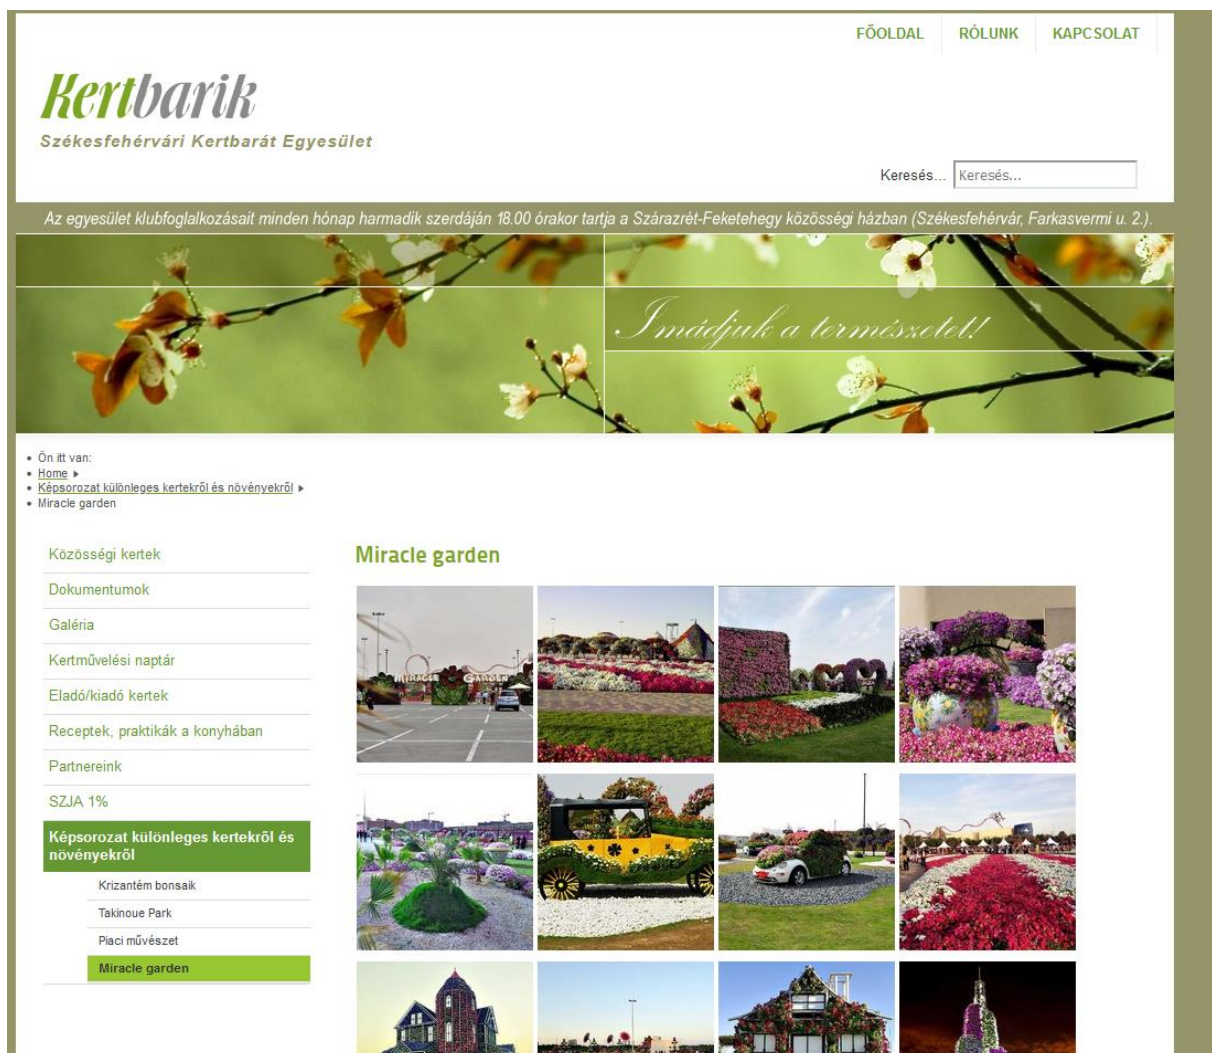 FŐOLDAL RÓLUNK KAPCSOLAT
Kertbarik
Székesfehérvári Kertbarát Egyesület
Keresés... Keresés...
Az egyesület klubfoglalkozásait minden hónap harmadik szerdáján 18.00 órakor tartja a Szárazrét-Feketehegy közösségi házban (Székesfehérvár, Farkasvermi u. 2.).
Imádjuk a természetet!
Ön itt van:
Home
Képsorozat különleges kertekről és növényekről
Miracle garden
Közösségi kertek
Dokumentumok
Galéria
Kertművelési naptár
Eladó/kiadó kertek
Receptek, praktikák a konyhában
Partnereink
SZJA 1%
Képsorozat különleges kertekről és
növényekről
Krizantém bonsaik
Takinoue Park
Piaci művészet
Miracle garden
Miracle garden
MIRACLE GARDEN